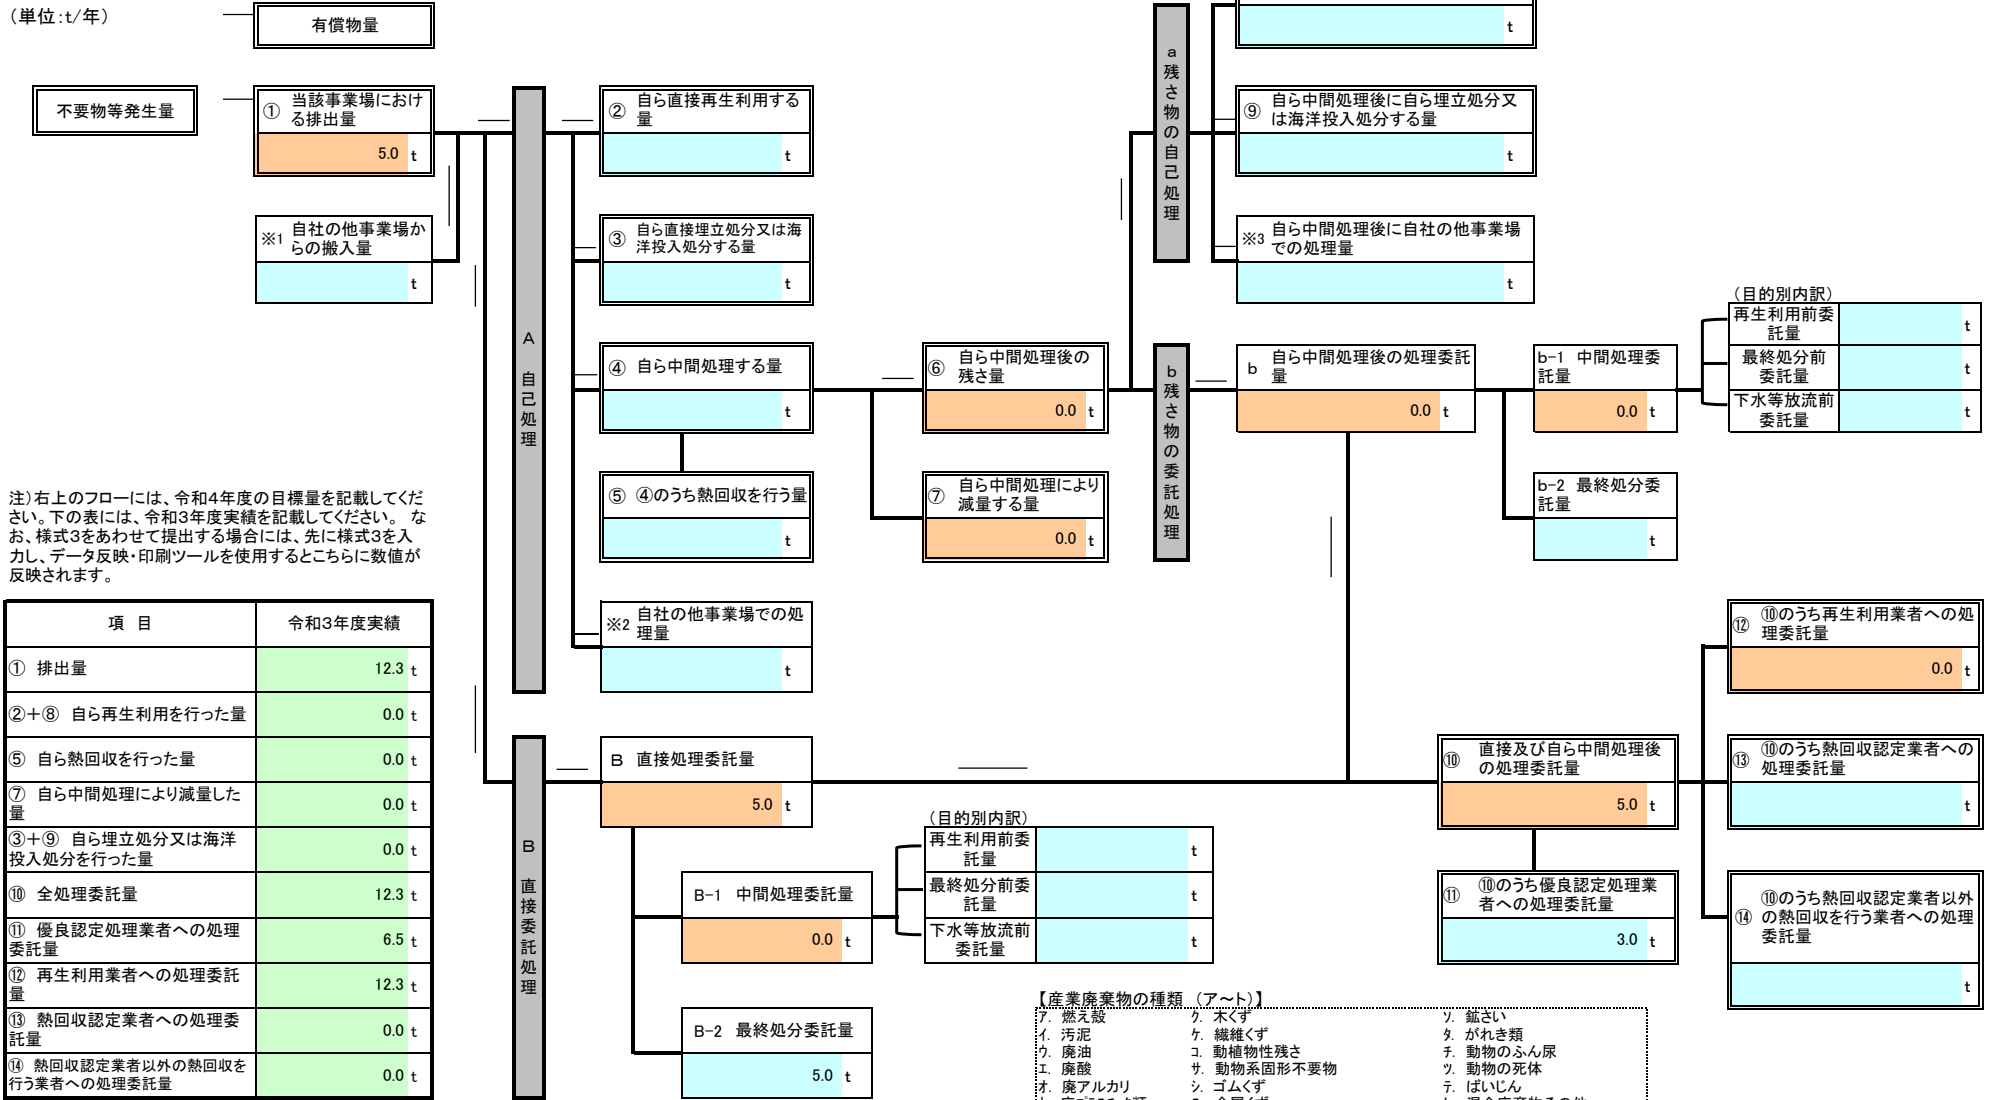 （単位:t/年）
有償物量
t
不要物等発生量
① 当該事業場におけ
る排出量
5.0 t
※1 自社の他事業場か
らの搬入量
t
A 自己処理
② 自ら直接再生利用する
量
t
③ 自ら直接埋立処分又は海
洋投入処分する量
t
④ 自ら中間処理する量
t
⑤ ④のうち熱回収を行う量
t
※2 自社の他事業場での処
理量
t
⑥ 自ら中間処理後の
残さ量
0.0 t
⑦ 自ら中間処理により
減量する量
0.0 t
a 残さ物の自己処理
⑨ 自ら中間処理後に自ら埋立処分又
は海洋投入処分する量
t
※3 自ら中間処理後に自社の他事業場
での処理量
t
b 残さ物の委託処理
b 自ら中間処理後の処理委託
量
0.0 t
b-1 中間処理委
託量
0.0 t
b-2 最終処分委
託量
t
（目的別内訳）
再生利用前委
託量
t
最終処分前
委託量
t
下水等放流前
委託量
t
注）右上のフローには、令和4年度の目標量を記載してくだ
さい。下の表には、令和3年度実績を記載してください。 な
お、様式3をあわせて提出する場合には、先に様式3を入
力し、データ反映・印刷ツールを使用するとこちらに数値が
反映されます。
項 目 令和3年度実績
① 排出量 12.3 t
②＋⑧ 自ら再生利用を行った量 0.0 t
⑤ 自ら熱回収を行った量 0.0 t
⑦ 自ら中間処理により減量した
量 0.0 t
③＋⑨ 自ら埋立処分又は海洋
投入処分を行った量 0.0 t
⑩ 全処理委託量 12.3 t
⑪ 優良認定処理業者への処理
委託量 6.5 t
⑫ 再生利用業者への処理委託
量 12.3 t
⑬ 熱回収認定業者への処理委
託量 0.0 t
⑭ 熱回収認定業者以外の熱回収を
行う業者への処理委託量 0.0 t
B 直接委託処理
B 直接処理委託量
5.0 t
B-1 中間処理委託量
0.0 t
B-2 最終処分委託量
5.0 t
（目的別内訳）
再生利用前委
託量
t
最終処分前委
託量
t
下水等放流前
委託量
t
⑩ 直接及び自ら中間処理後
の処理委託量
5.0 t
⑪ ⑩のうち優良認定処理業
者への処理委託量
3.0 t
⑫ ⑩のうち再生利用業者への処
理委託量
0.0 t
⑬ ⑩のうち熱回収認定業者への
処理委託量
t
⑭ ⑩のうち熱回収認定業者以外
の熱回収を行う業者への処理
委託量
t
【産業廃棄物の種類 （ア～ト）】
ア. 燃え殻 ク. 木くず ソ. 鉱さい
イ. 汚泥 ケ. 繊維くず タ. がれき類
ウ. 廃油 コ. 動植物性残さ チ. 動物のふん尿
エ. 廃酸 サ. 動物系固形不要物 ツ. 動物の死体
オ. 廃アルカリ シ. ゴムくず テ. ばいじん